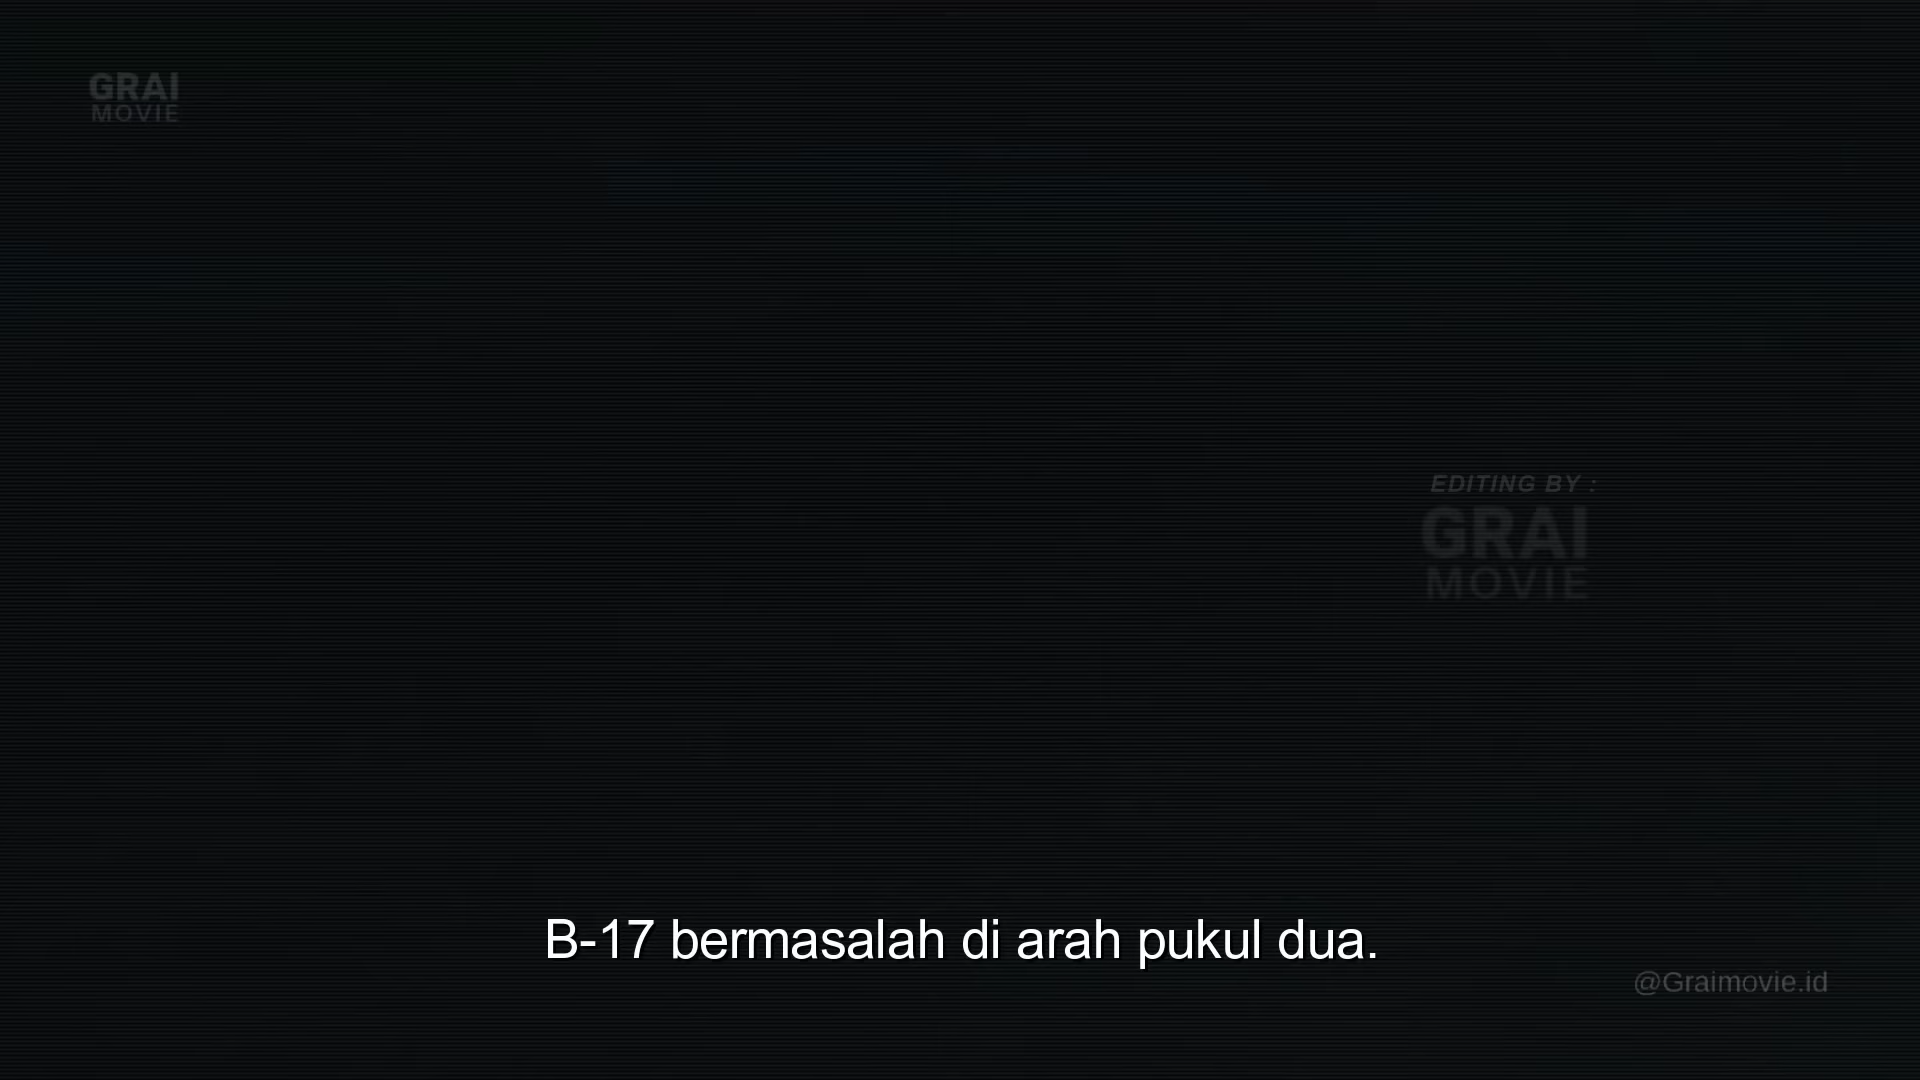 GRAI
MOVIE
EDITING BY :
GRAI
MOVIE
B-17 bermasalah di arah pukul dua.
@Graimovie.id